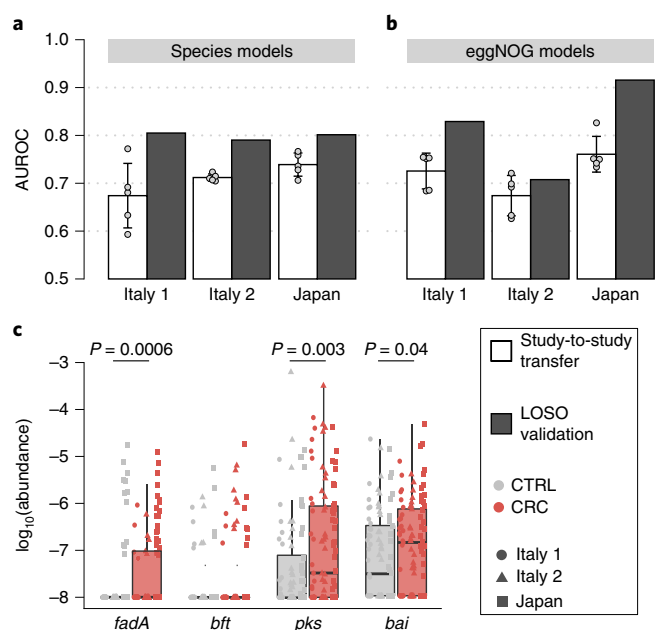 a
b
Species models
eggNOG models
AUROC
0.9
0.8
0.7
0.6
0.5
Italy 1
Italy 2
Japan
Italy 1
Italy 2
Japan
c
P = 0.0006
P = 0.003
P = 0.04
log10(abundance)
–3
–4
–5
–6
–7
–8
fadA
bft
pks
bai
Study-to-study
transfer
LOSO
validation
CTRL
CRC
Italy 1
Italy 2
Japan